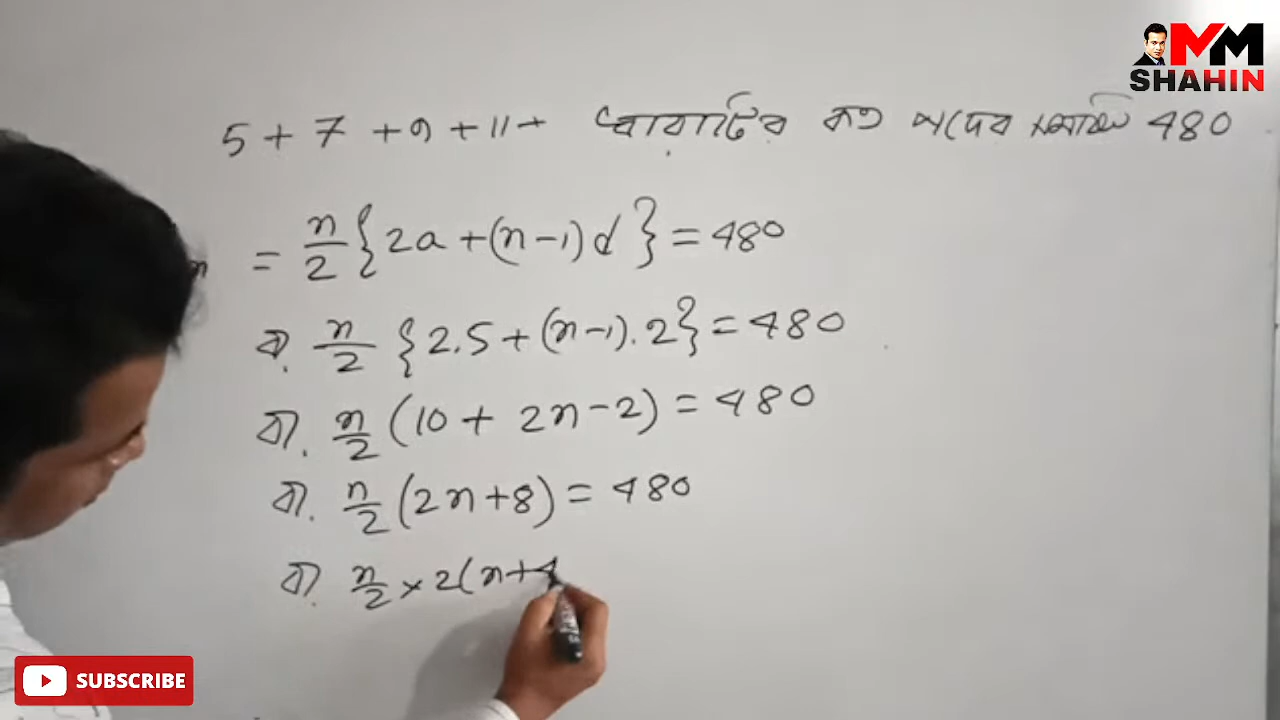 MM
SHAHIN
5 + 7 + 9 + 11 + ধারাটির কত পদের সমষ্টি 480
= n/2 {2a + (n-1)d} = 480
বা, n/2 {2.5 + (n-1).2} = 480
বা, n/2 (10 + 2n - 2) = 480
বা, n/2 (2n + 8) = 480
বা, n/2 × 2(n + 4
SUBSCRIBE